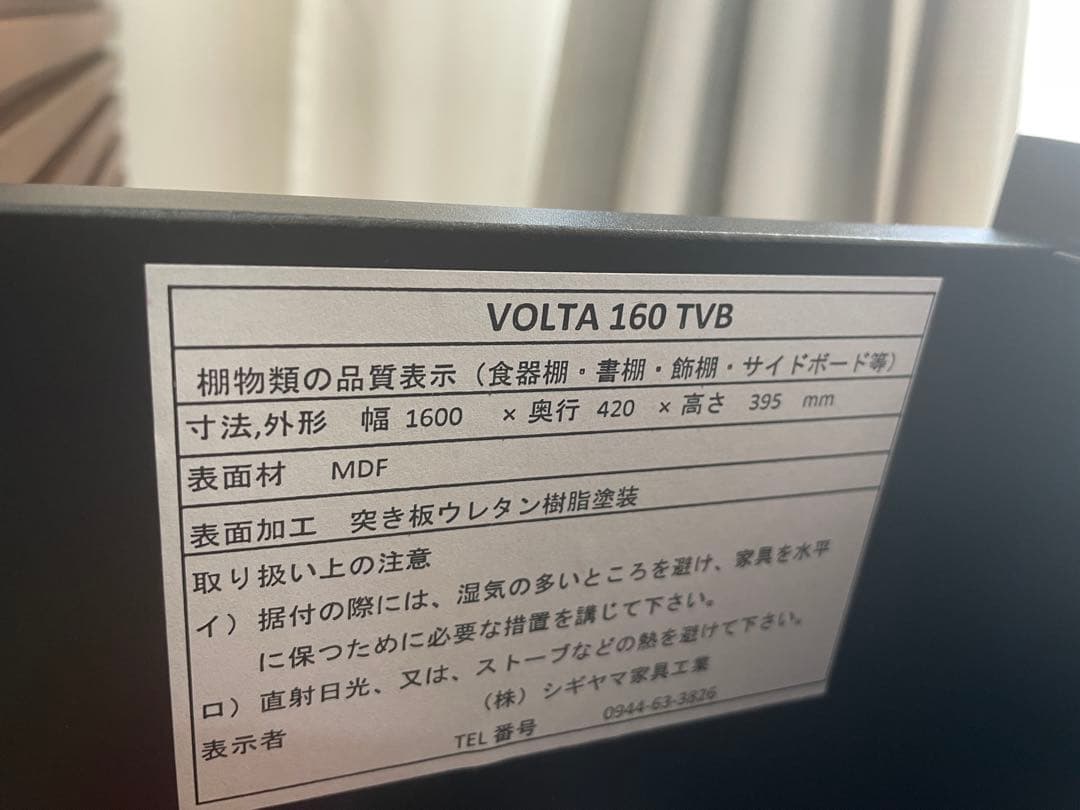 VOLTA 160 TVB
棚物類の品質表示（食器棚・書棚・飾棚・サイドボード等）
寸法,外形 幅 1600 × 奥行 420 × 高さ 395 mm
表面材 MDF
表面加工 突き板ウレタン樹脂塗装
取り扱い上の注意
イ）据付の際には、湿気の多いところを避け、家具を水平
に保つために必要な措置を講じて下さい。
ロ）直射日光、又は、ストーブなどの熱を避けて下さい。
表示者 （株）シギヤマ家具工業
TEL 番号 0944-63-3826